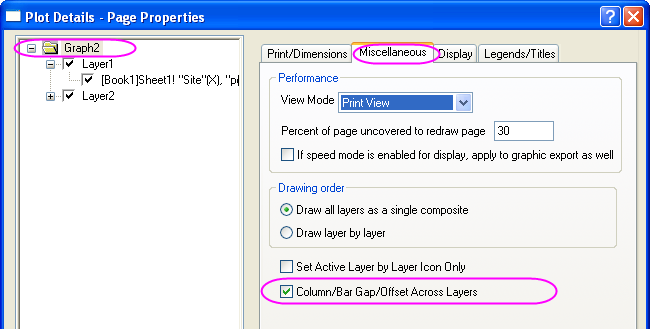 Plot Details - Page Properties
Graph2
Layer1
[Book1]Sheet1! "Site"(X), "p
Layer2
Print/Dimensions Miscellaneous Display Legends/Titles
Performance
View Mode Print View
Percent of page uncovered to redraw page 30
If speed mode is enabled for display, apply to graphic export as well
Drawing order
Draw all layers as a single composite
Draw layer by layer
Set Active Layer by Layer Icon Only
Column/Bar Gap/Offset Across Layers